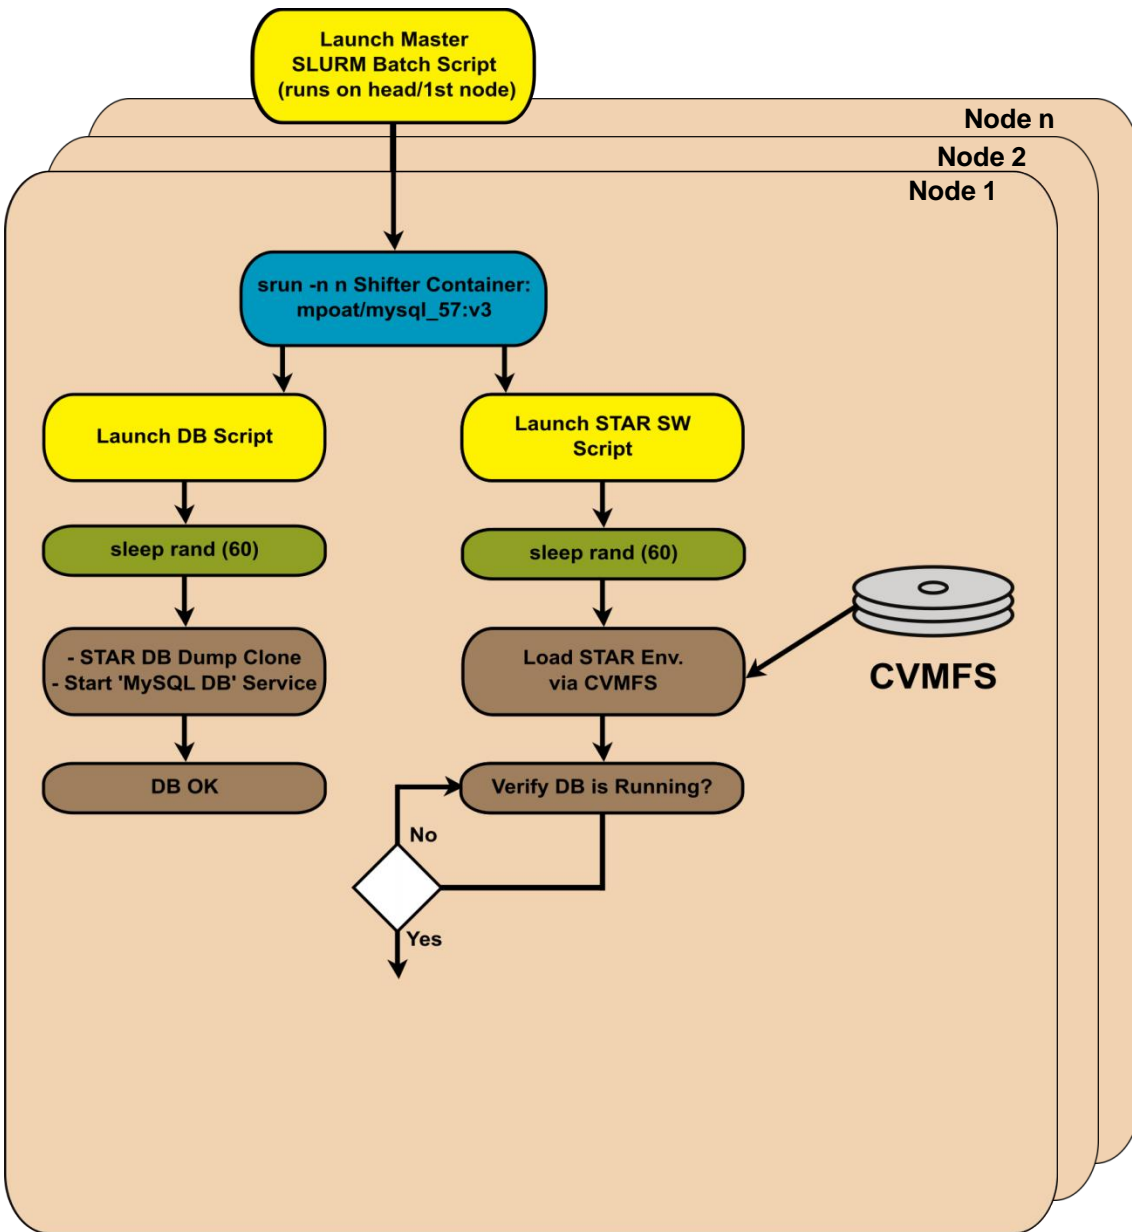 Launch Master
SLURM Batch Script
(runs on head/1st node)
Node n
Node 2
Node 1
srun -n n Shifter Container:
mpoat/mysql_57:v3
Launch DB Script
Launch STAR SW
Script
sleep rand (60)
sleep rand (60)
- STAR DB Dump Clone
- Start 'MySQL DB' Service
Load STAR Env.
via CVMFS
CVMFS
DB OK
Verify DB is Running?
No
Yes